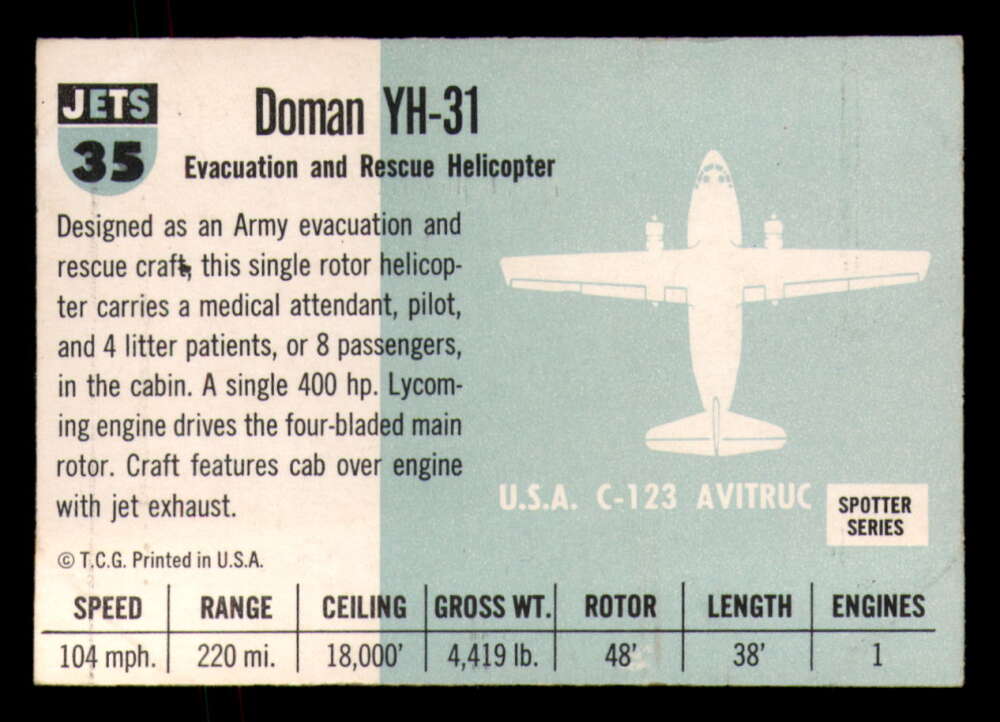 JETS
35
Doman YH-31
Evacuation and Rescue Helicopter
Designed as an Army evacuation and
rescue craft, this single rotor helicop-
ter carries a medical attendant, pilot,
and 4 litter patients, or 8 passengers,
in the cabin. A single 400 hp. Lycom-
ing engine drives the four-bladed main
rotor. Craft features cab over engine
with jet exhaust.
© T.C.G. Printed in U.S.A.
U.S.A. C-123 AVITRUC
SPOTTER
SERIES
SPEED RANGE CEILING GROSS WT. ROTOR LENGTH ENGINES
104 mph. 220 mi. 18,000' 4,419 lb. 48' 38' 1